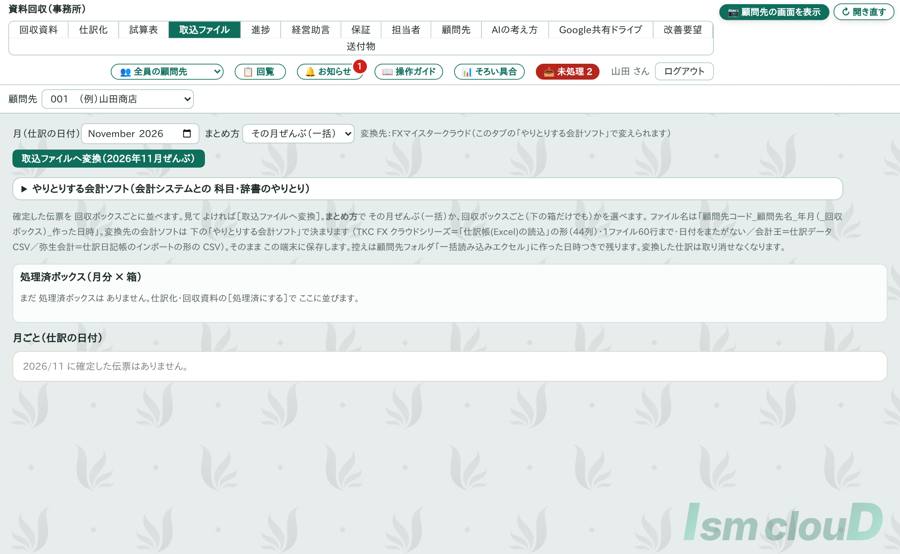 資料回収（事務所）
📷 顧問先の画面を表示
↻ 開き直す
回収資料 仕訳化 試算表 取込ファイル 進捗 経営助言 保証 担当者 顧問先 AIの考え方 Google共有ドライブ 改善要望
送付物
👥 全員の顧問先 📋 回覧 🔔 お知らせ 1 📖 操作ガイド 📊 そろい具合 📥 未処理 2 山田 さん ログアウト
顧問先 001 （例）山田商店
月（仕訳の日付） November 2026 まとめ方 その月ぜんぶ（一括） 変換先：FXマイスタークラウド（このタブの「やりとりする会計ソフト」で変えられます）
取込ファイルへ変換（2026年11月ぜんぶ）
▶ やりとりする会計ソフト（会計システムとの 科目・辞書のやりとり）
確定した伝票を 回収ボックスごとに並べます。見て よければ［取込ファイルへ変換］。まとめ方で その月ぜんぶ（一括）か、回収ボックスごと（下の箱だけでも）かを選べます。 ファイル名は「顧問先コード_顧問先名_年月（_回収
ボックス）_作った日時」。変換先の会計ソフトは 下の「やりとりする会計ソフト」で決まります（TKC FX クラウドシリーズ＝「仕訳帳(Excel)の読込」の形（44列）・1ファイル60行まで・日付をまたがない／会計王＝仕訳データ
CSV／弥生会計＝仕訳日記帳のインポートの形の CSV）。そのまま この端末に保存します。控えは顧問先フォルダ「一括読み込みエクセル」に作った日時つきで残ります。変換した仕訳は取り消せなくなります。
処理済ボックス（月分 × 箱）
まだ 処理済ボックスは ありません。仕訳化・回収資料の［処理済にする］で ここに並びます。
月ごと（仕訳の日付）
2026/11 に確定した伝票はありません。
Ism clouD